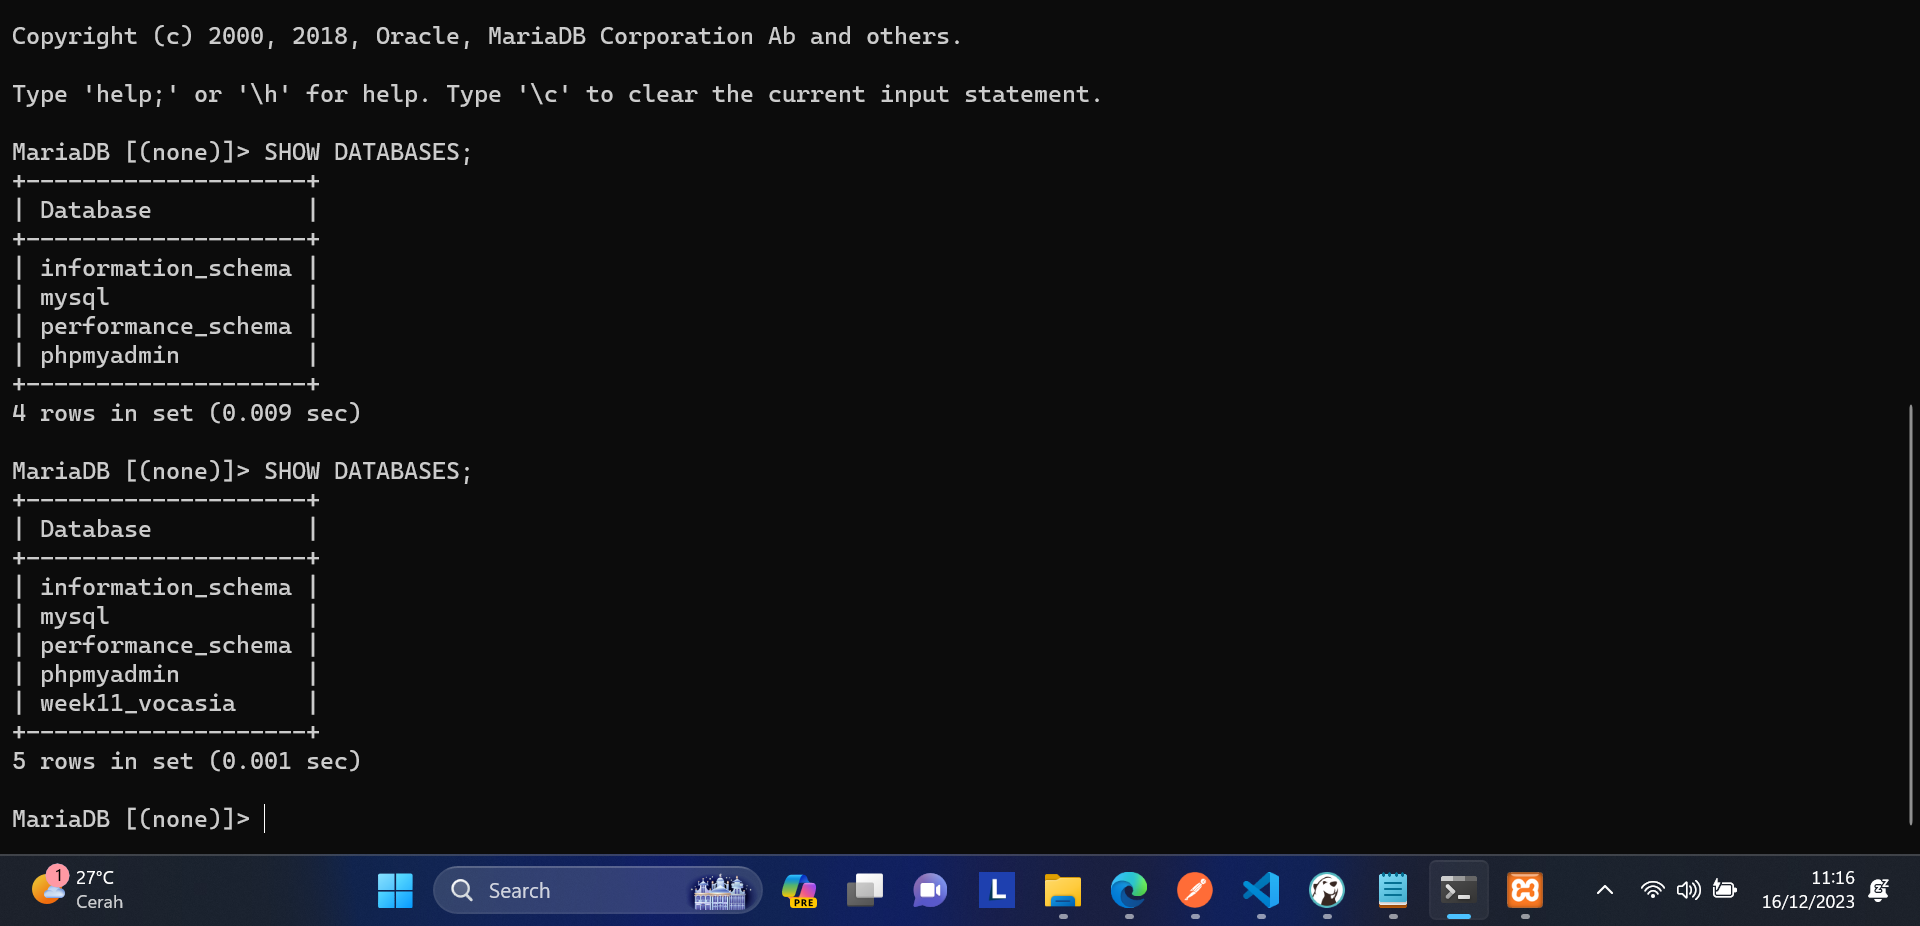 Copyright (c) 2000, 2018, Oracle, MariaDB Corporation Ab and others.
Type 'help;' or '\h' for help. Type '\c' to clear the current input statement.
MariaDB [(none)]> SHOW DATABASES;
+--------------------+
| Database           |
+--------------------+
| information_schema |
| mysql              |
| performance_schema |
| phpmyadmin         |
+--------------------+
4 rows in set (0.009 sec)
MariaDB [(none)]> SHOW DATABASES;
+--------------------+
| Database           |
+--------------------+
| information_schema |
| mysql              |
| performance_schema |
| phpmyadmin         |
| week11_vocasia     |
+--------------------+
5 rows in set (0.001 sec)
MariaDB [(none)]>
1
27°C
Cerah
Search
PRE
L
11:16
16/12/2023